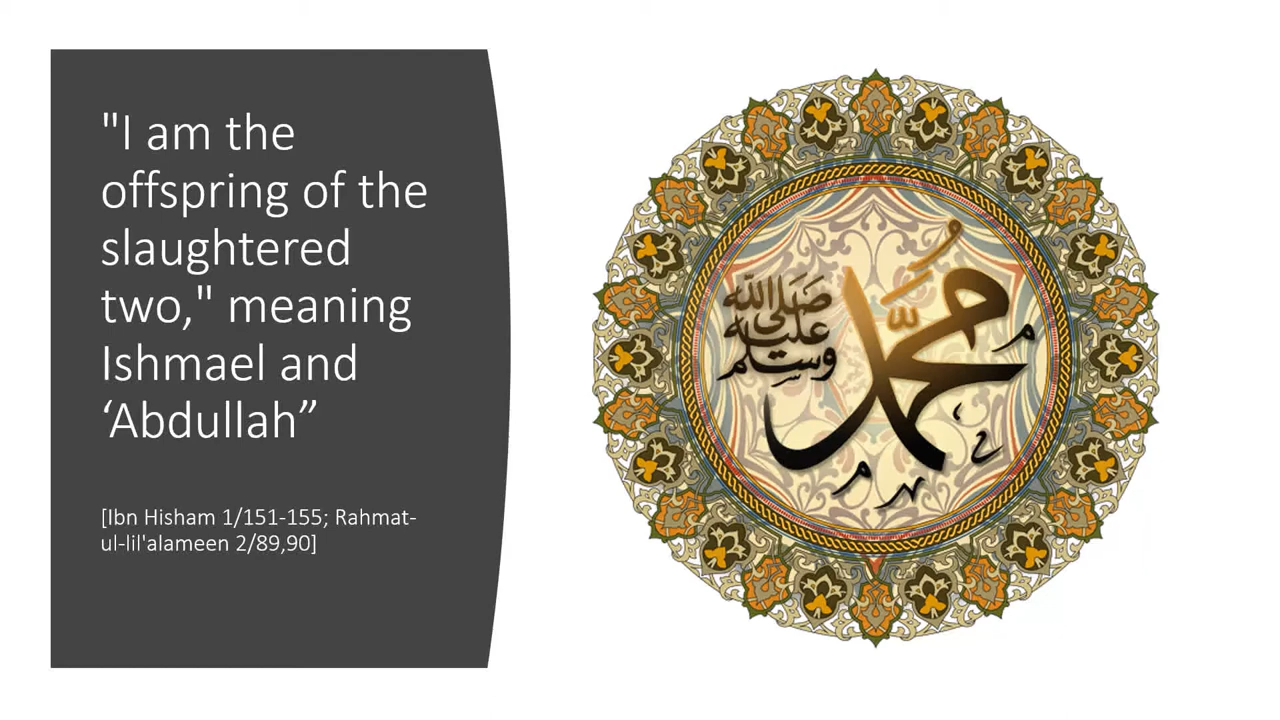 "I am the
offspring of the
slaughtered
two," meaning
Ishmael and
‘Abdullah”
[Ibn Hisham 1/151-155; Rahmat-
ul-lil'alameen 2/89,90]
محمد
صلى الله
عليه
وسلم